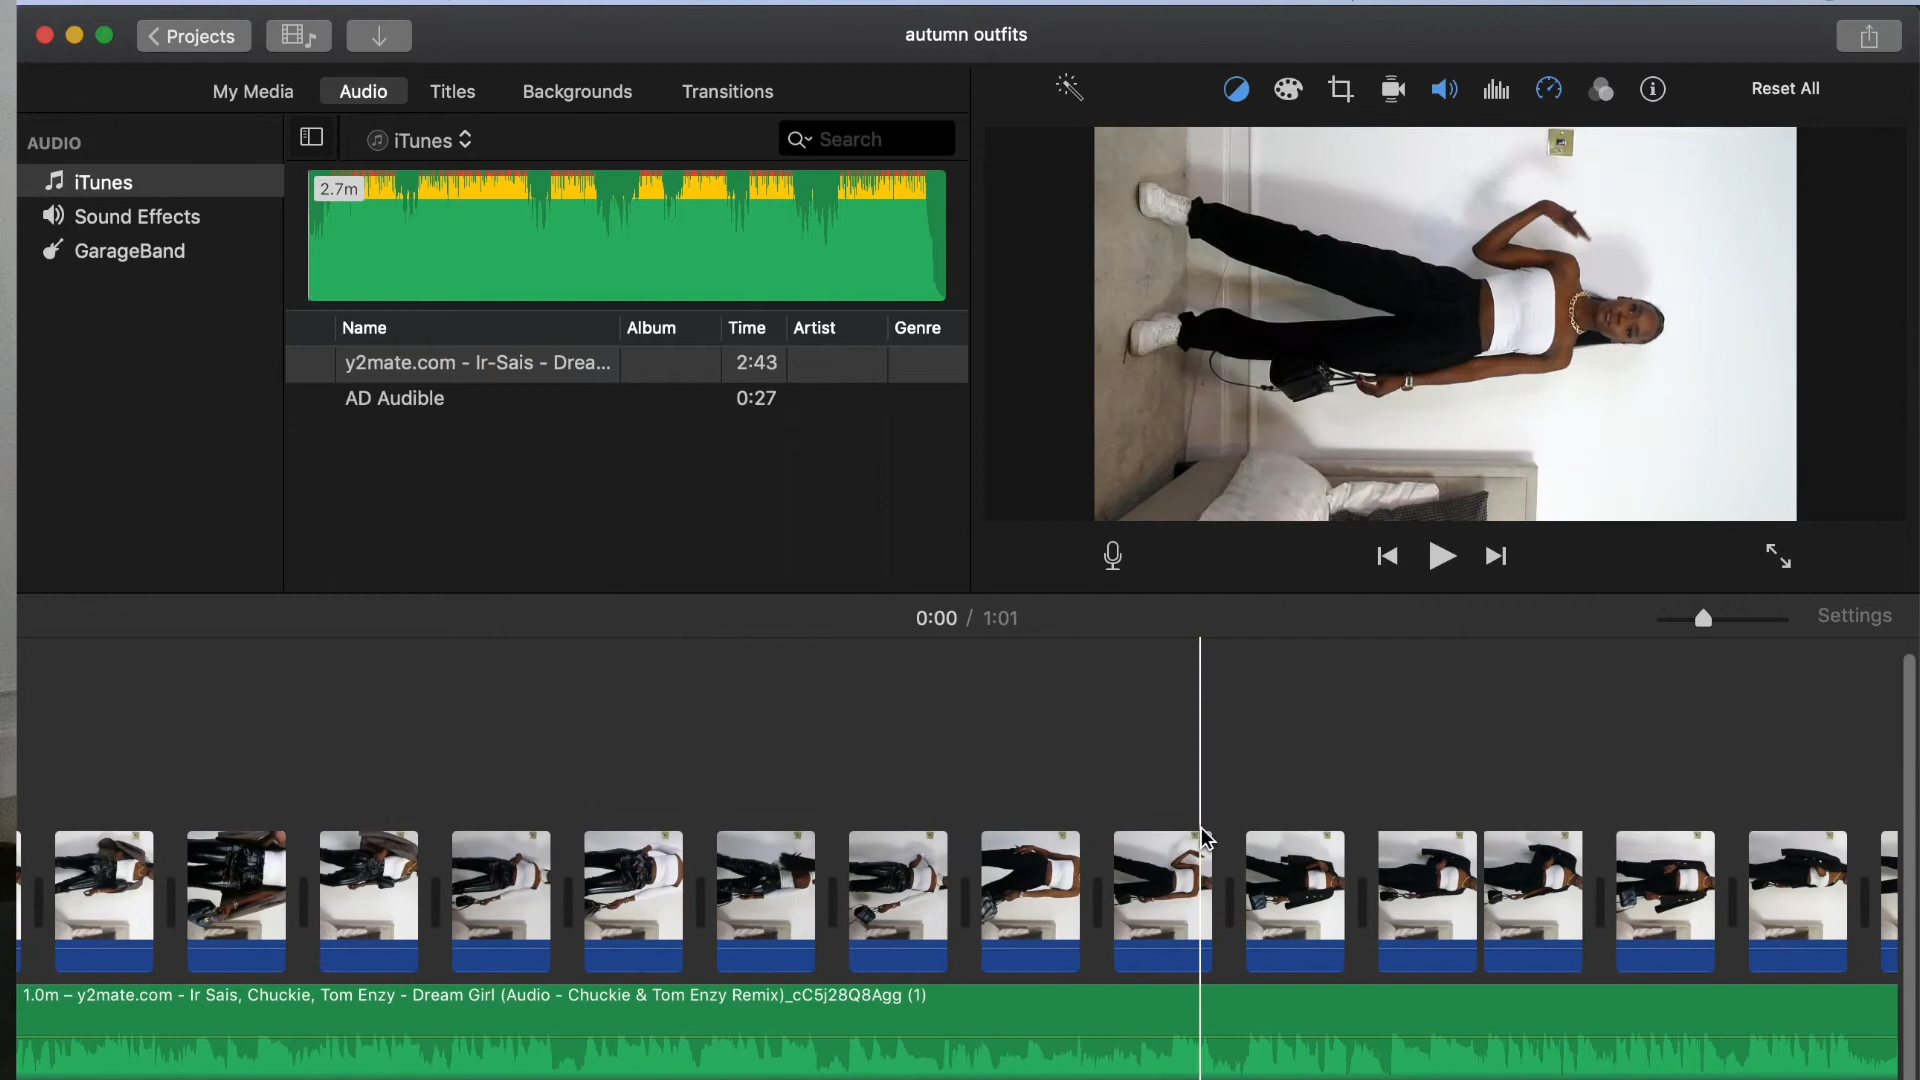 Projects
autumn outfits
My Media Audio Titles Backgrounds Transitions
Reset All
AUDIO
iTunes
Search
iTunes
Sound Effects
GarageBand
2.7m
Name Album Time Artist Genre
y2mate.com - Ir-Sais - Drea... 2:43
AD Audible 0:27
0:00 / 1:01
Settings
1.0m – y2mate.com - Ir Sais, Chuckie, Tom Enzy - Dream Girl (Audio - Chuckie & Tom Enzy Remix)_cC5j28Q8Agg (1)